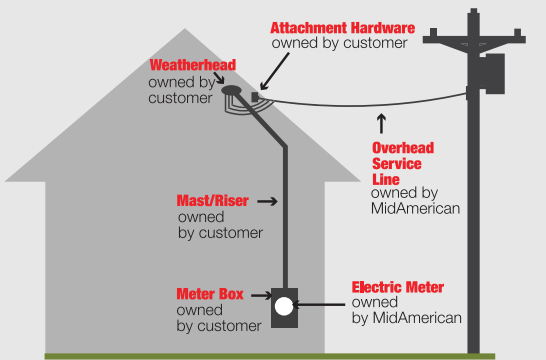 Attachment Hardware
owned by customer
Weatherhead
owned by
customer
Overhead
Service
Line
owned by
MidAmerican
Mast/Riser
owned
by customer
Meter Box
owned
by customer
Electric Meter
owned
by MidAmerican